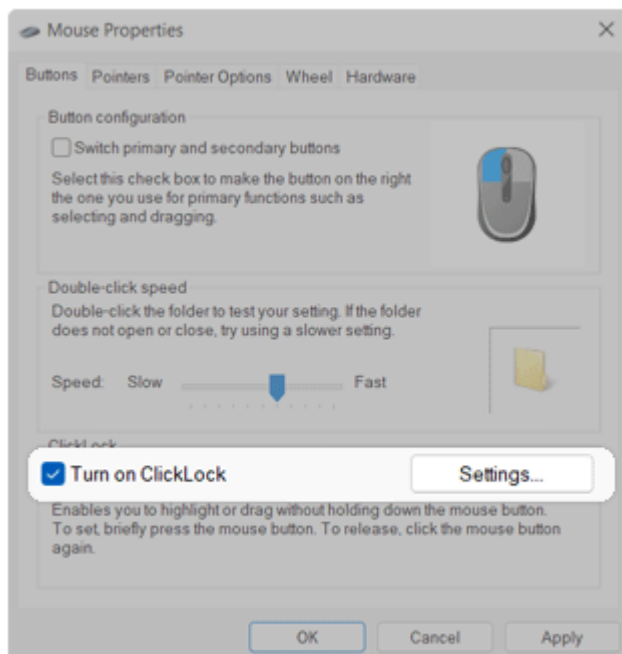 Mouse Properties
Buttons Pointers Pointer Options Wheel Hardware
Button configuration
Switch primary and secondary buttons
Select this check box to make the button on the right
the one you use for primary functions such as
selecting and dragging.
Double-click speed
Double-click the folder to test your setting. If the folder
does not open or close, try using a slower setting.
Speed: Slow Fast
ClickLock
Turn on ClickLock Settings...
Enables you to highlight or drag without holding down the mouse button.
To set, briefly press the mouse button. To release, click the mouse button
again.
OK Cancel Apply